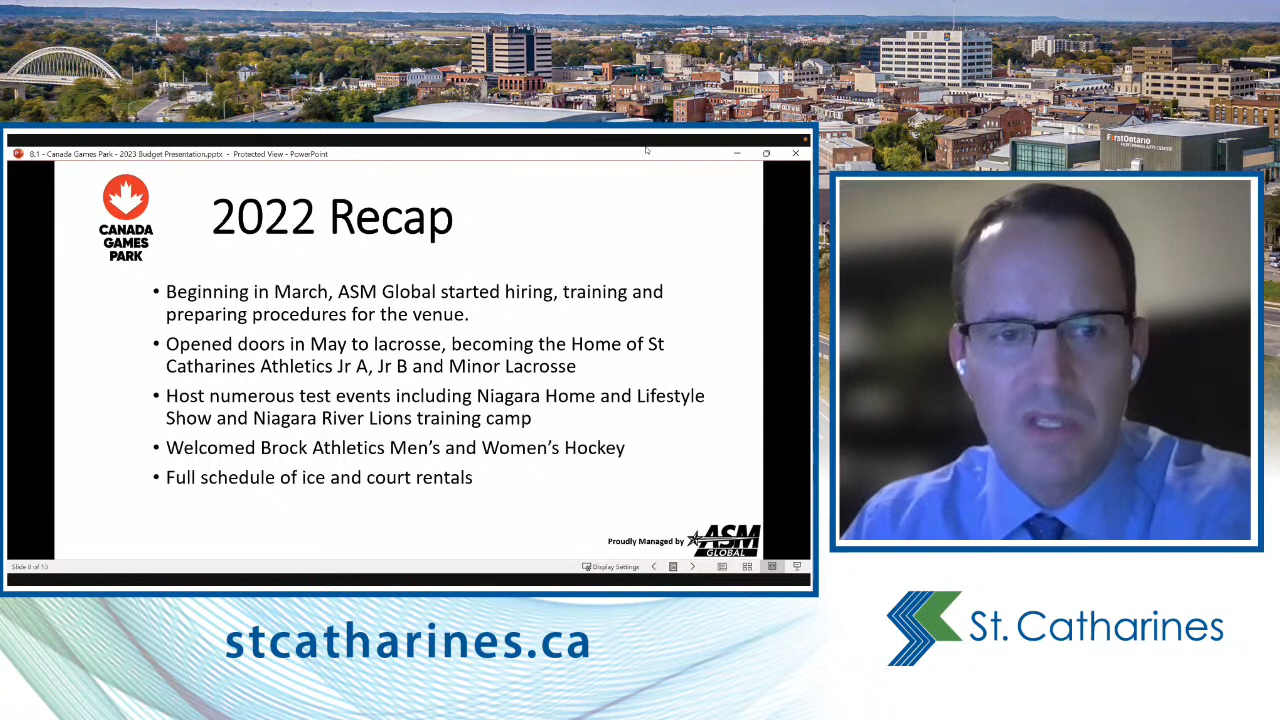 FirstOntario
PERFORMING ARTS CENTRE
8.1 - Canada Games Park - 2023 Budget Presentation.pptx - Protected View - PowerPoint
CANADA
GAMES
PARK
2022 Recap
• Beginning in March, ASM Global started hiring, training and
preparing procedures for the venue.
• Opened doors in May to lacrosse, becoming the Home of St
Catharines Athletics Jr A, Jr B and Minor Lacrosse
• Host numerous test events including Niagara Home and Lifestyle
Show and Niagara River Lions training camp
• Welcomed Brock Athletics Men's and Women's Hockey
• Full schedule of ice and court rentals
Proudly Managed by
ASM
GLOBAL
Slide 8 of 13
Display Settings
stcatharines.ca
St. Catharines